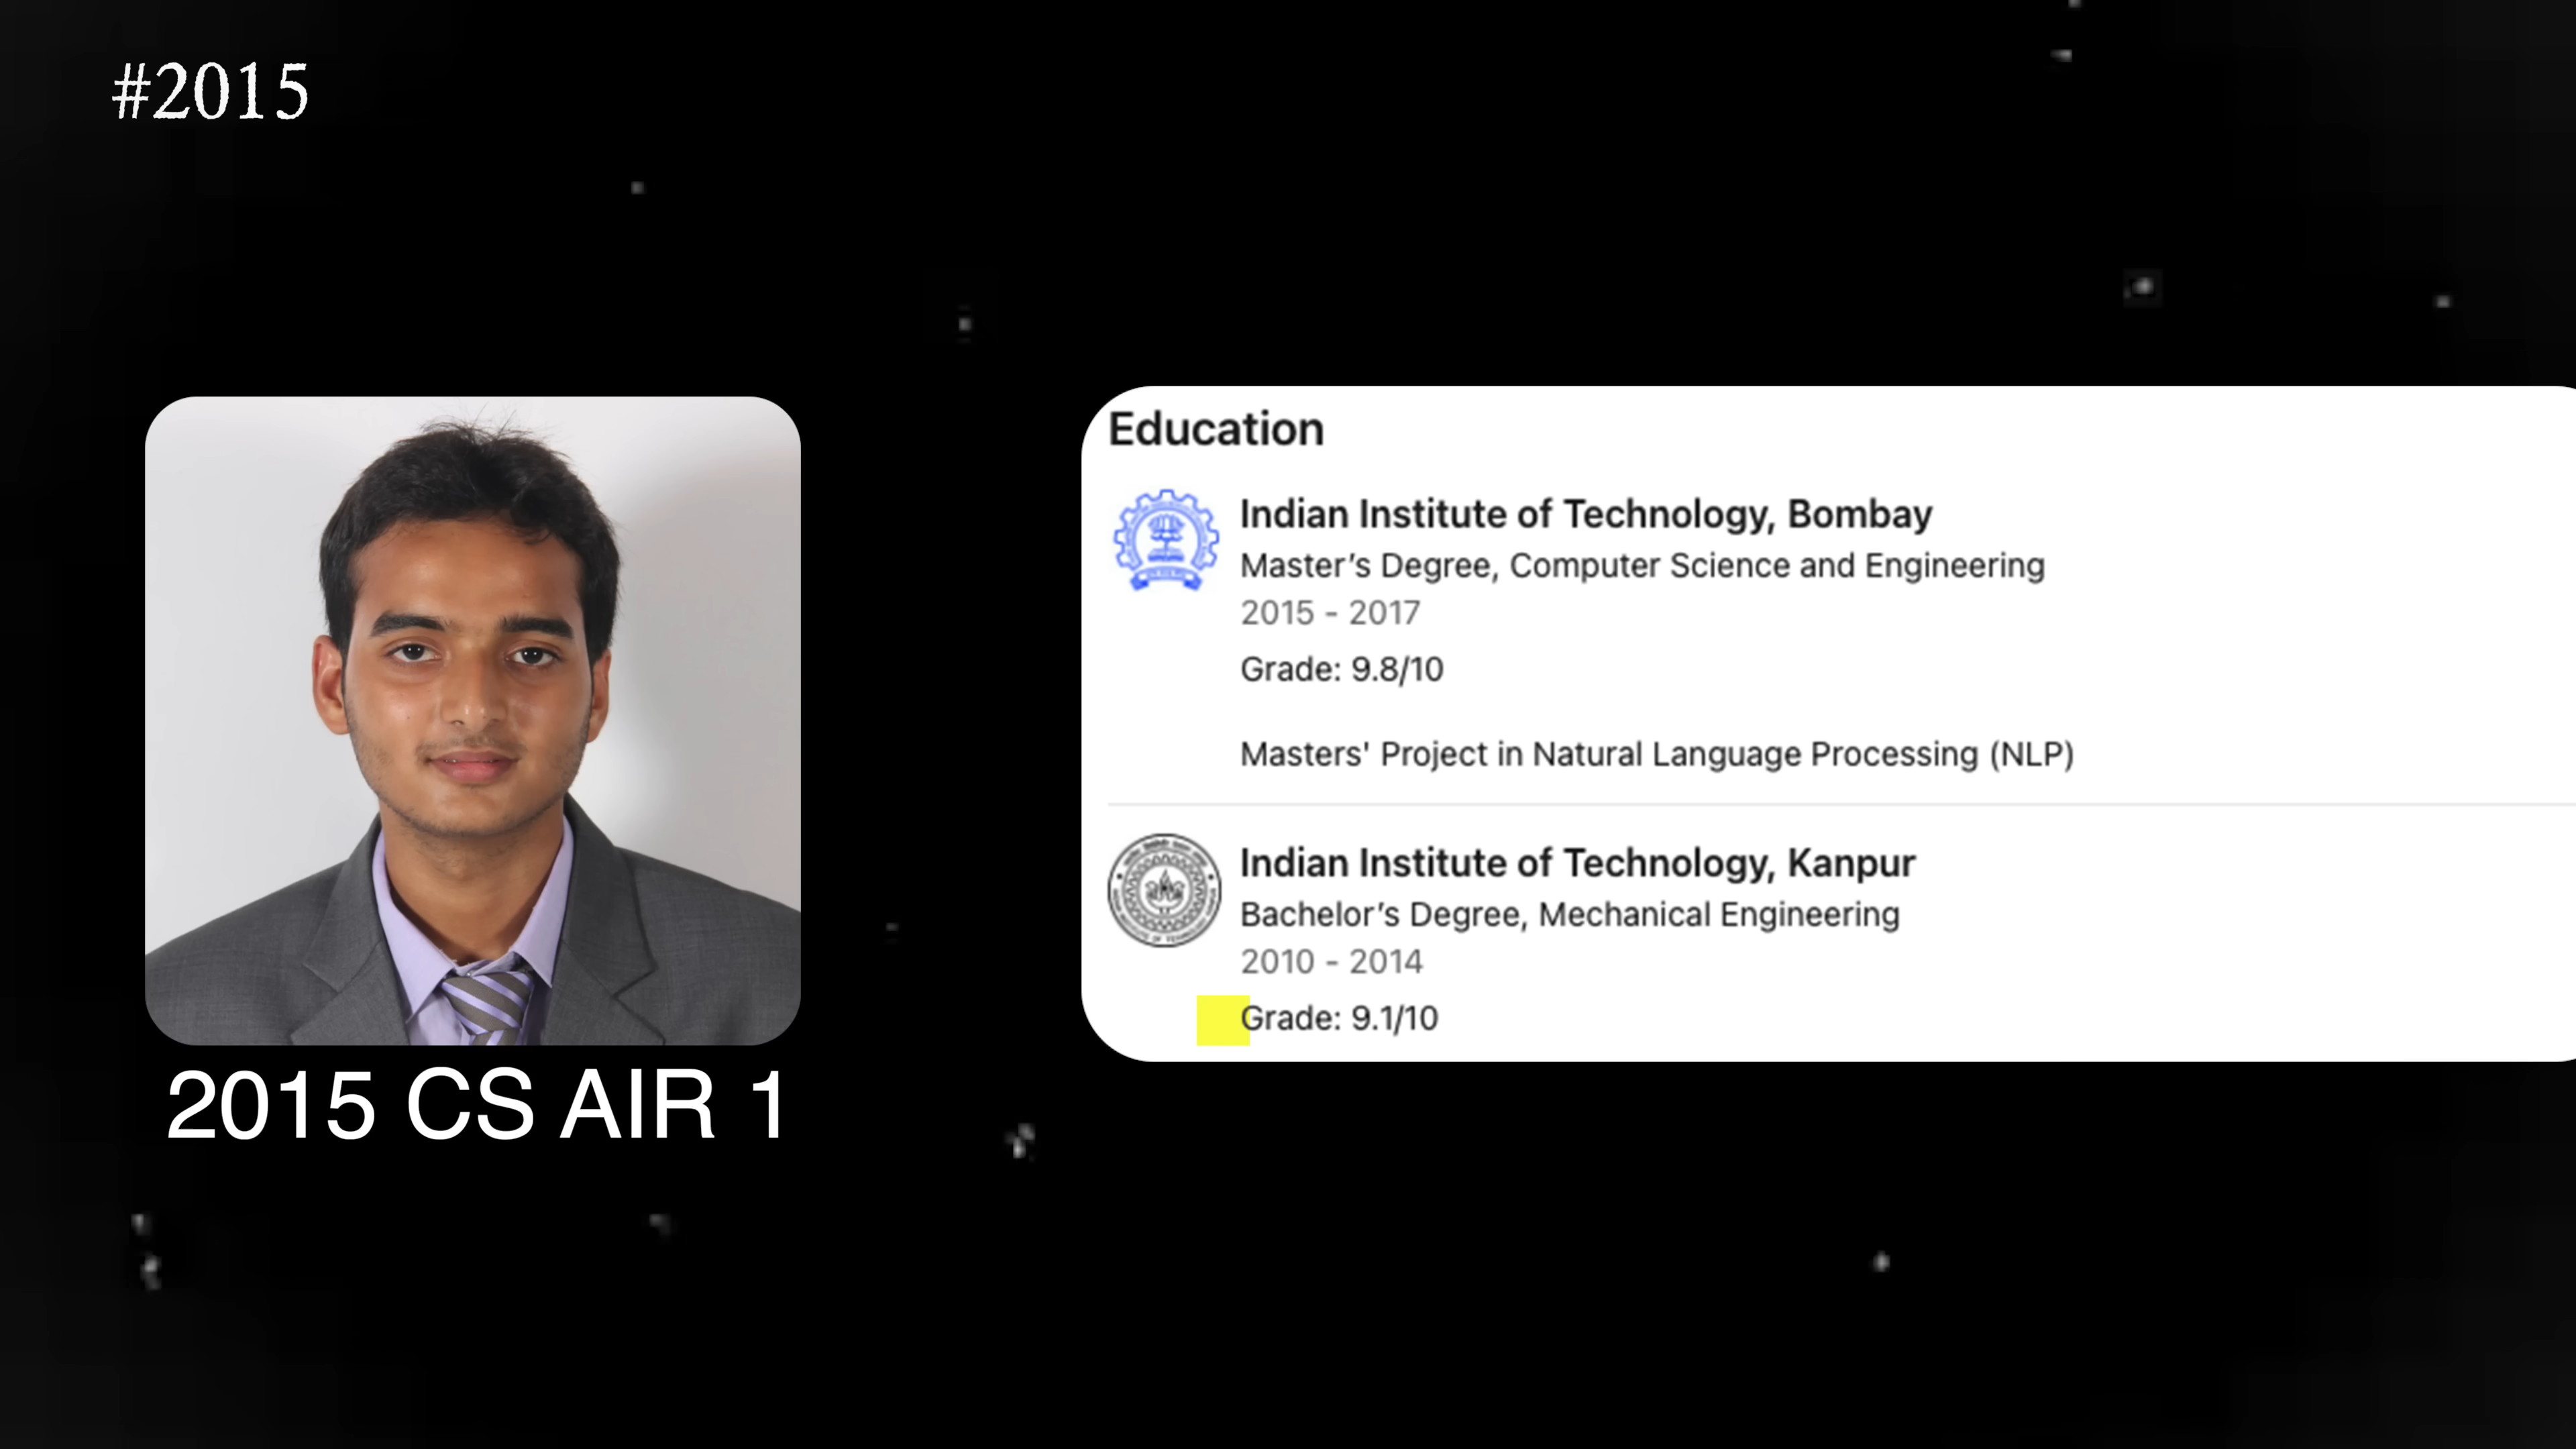 #2015
2015 CS AIR 1
Education
Indian Institute of Technology, Bombay
Master’s Degree, Computer Science and Engineering
2015 - 2017
Grade: 9.8/10
Masters' Project in Natural Language Processing (NLP)
Indian Institute of Technology, Kanpur
Bachelor’s Degree, Mechanical Engineering
2010 - 2014
Grade: 9.1/10